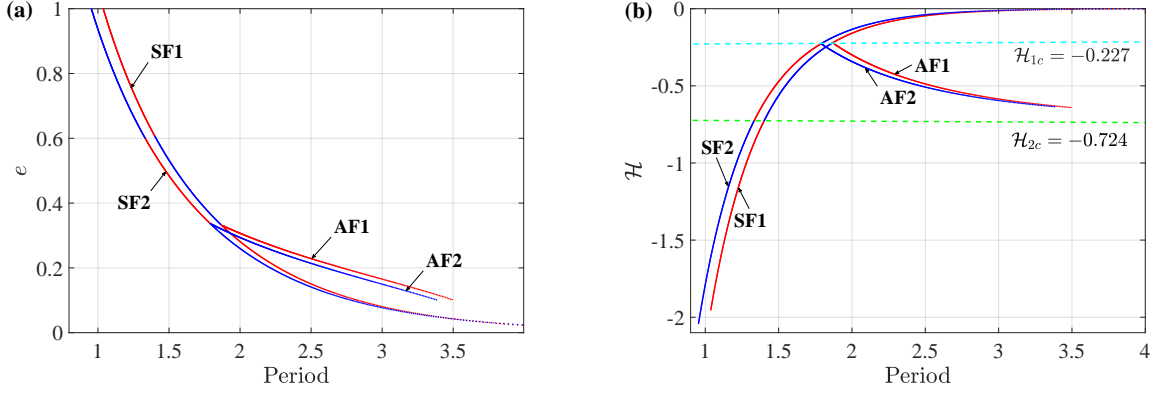 (a)
1
0.8
0.6
0.4
0.2
0
e
SF1
SF2
AF1
AF2
1 1.5 2 2.5 3 3.5
Period
(b)
0
-0.5
-1
-1.5
-2
ℋ
ℋ1c = −0.227
AF1
AF2
ℋ2c = −0.724
SF2
SF1
1 1.5 2 2.5 3 3.5 4
Period